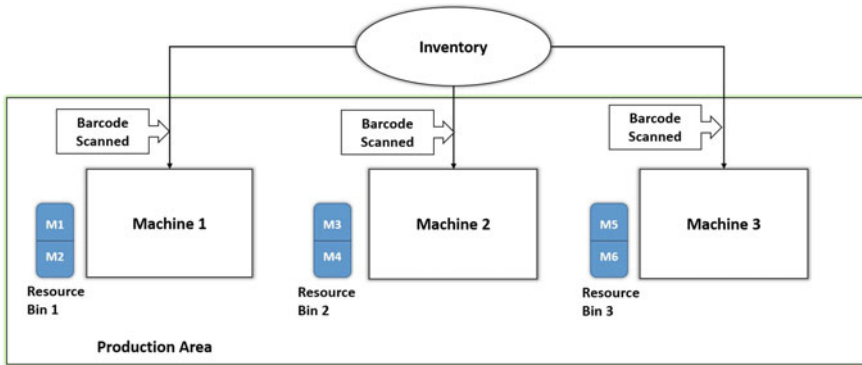 Inventory
Barcode
Scanned
Barcode
Scanned
Barcode
Scanned
Machine 1
Machine 2
Machine 3
M1
M2
M3
M4
M5
M6
Resource
Bin 1
Resource
Bin 2
Resource
Bin 3
Production Area